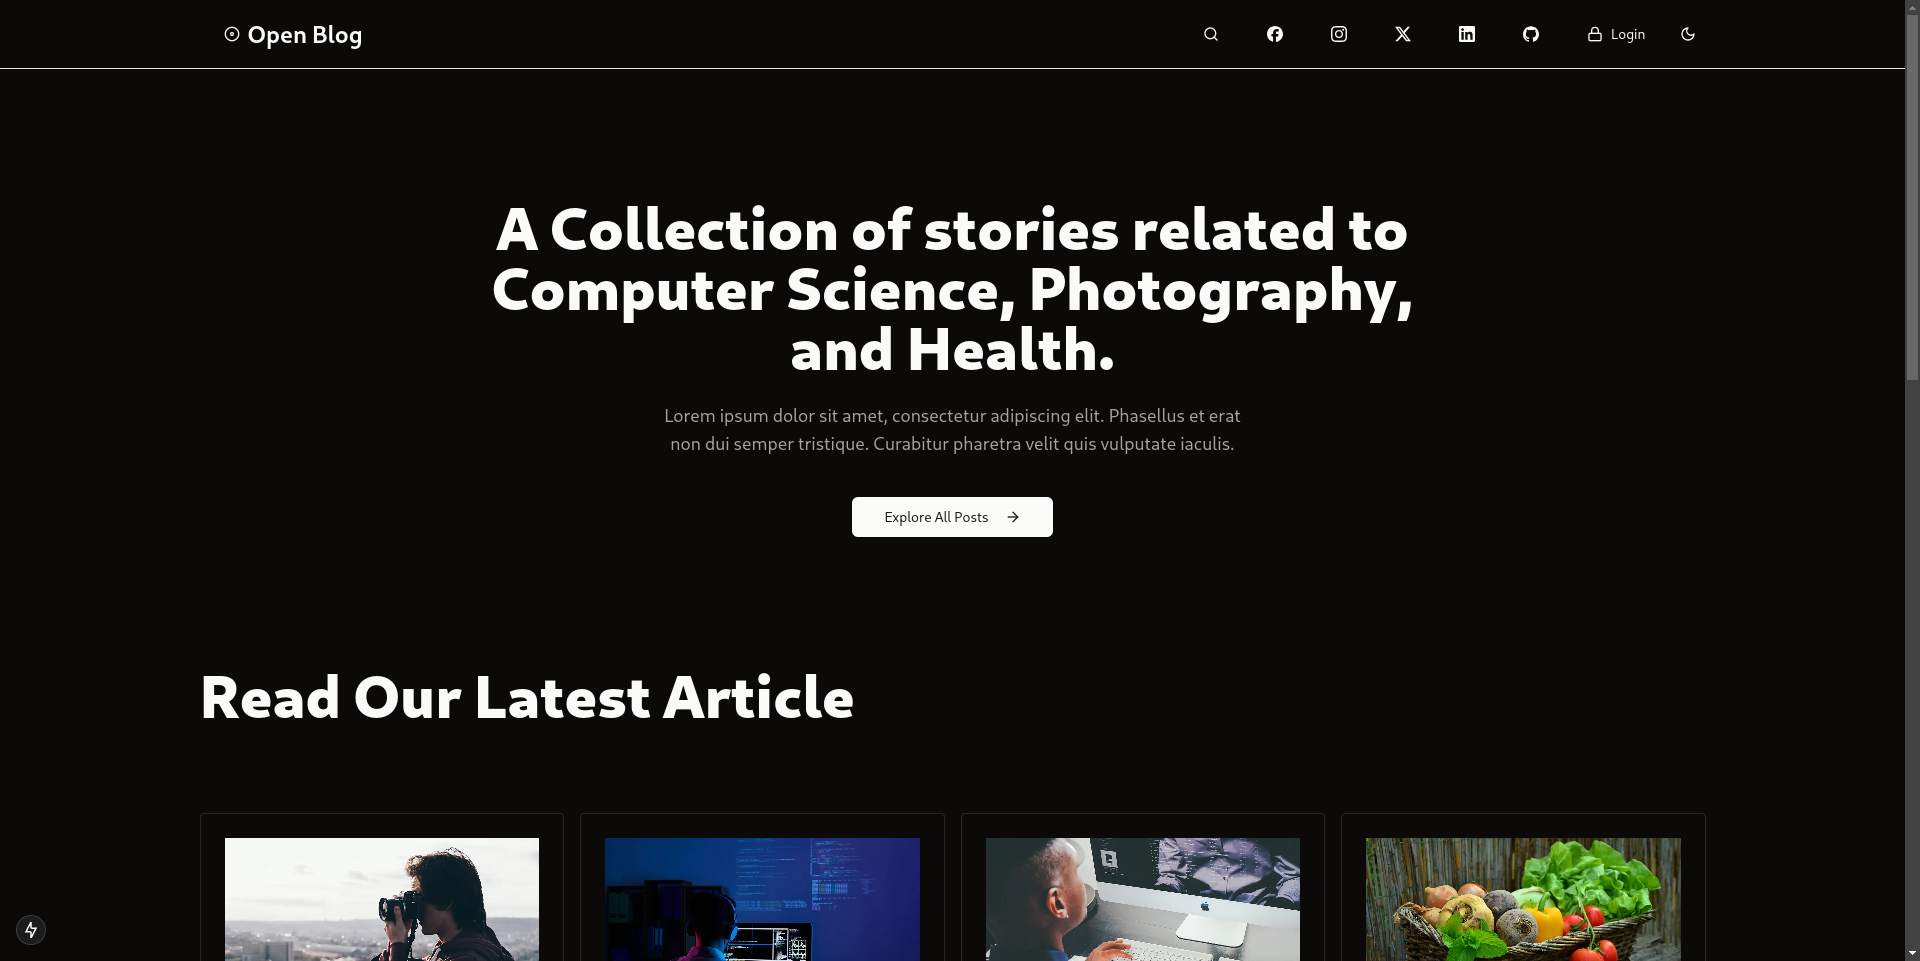 Open Blog
Login
A Collection of stories related to
Computer Science, Photography,
and Health.
Lorem ipsum dolor sit amet, consectetur adipiscing elit. Phasellus et erat
non dui semper tristique. Curabitur pharetra velit quis vulputate iaculis.
Explore All Posts
Read Our Latest Article